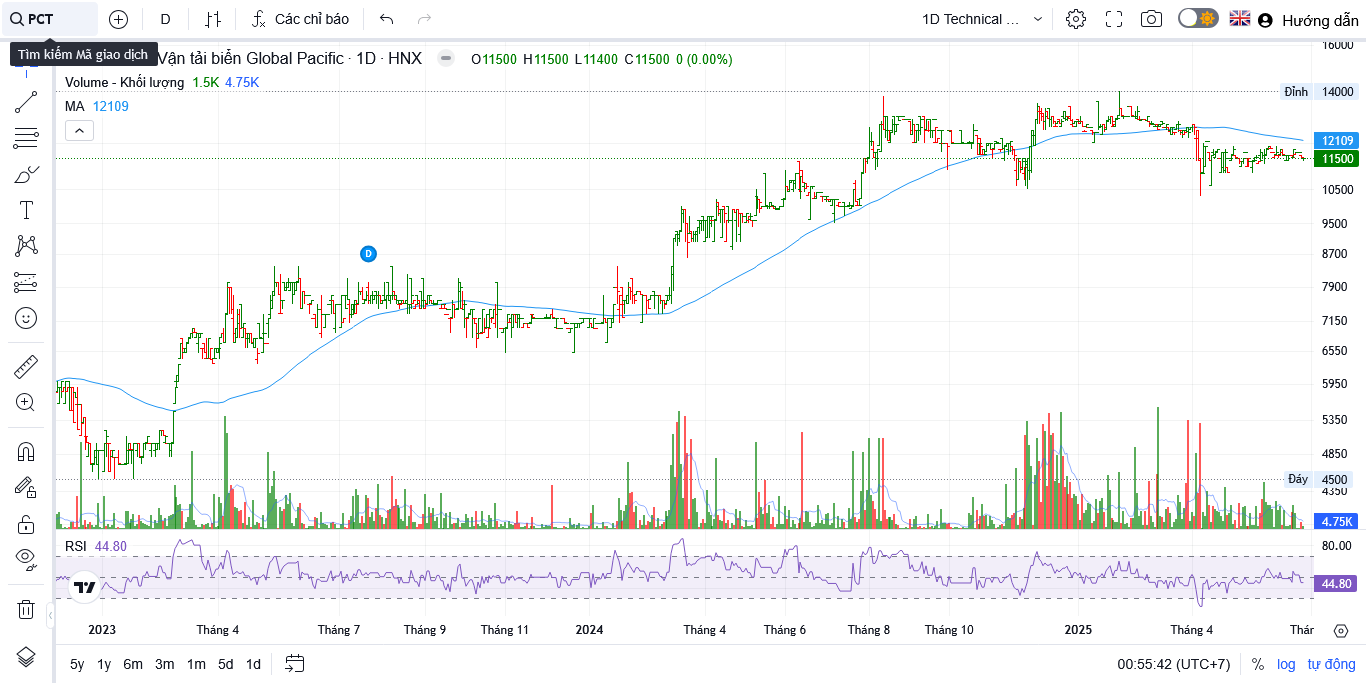 PCT
D
Các chỉ báo
1D Technical ...
Hướng dẫn
Tìm kiếm Mã giao dịch
Vận tải biển Global Pacific · 1D · HNX
O11500 H11500 L11400 C11500 0 (0.00%)
Volume - Khối lượng 1.5K 4.75K
MA 12109
D
16000
Đỉnh 14000
12109
11500
10500
9500
8700
7900
7150
6550
5950
5350
4850
Đáy 4500
4350
4.75K
RSI 44.80
80.00
44.80
2023 Tháng 4 Tháng 7 Tháng 9 Tháng 11 2024 Tháng 4 Tháng 6 Tháng 8 Tháng 10 2025 Tháng 4 Thár
5y 1y 6m 3m 1m 5d 1d
00:55:42 (UTC+7) % log tự động